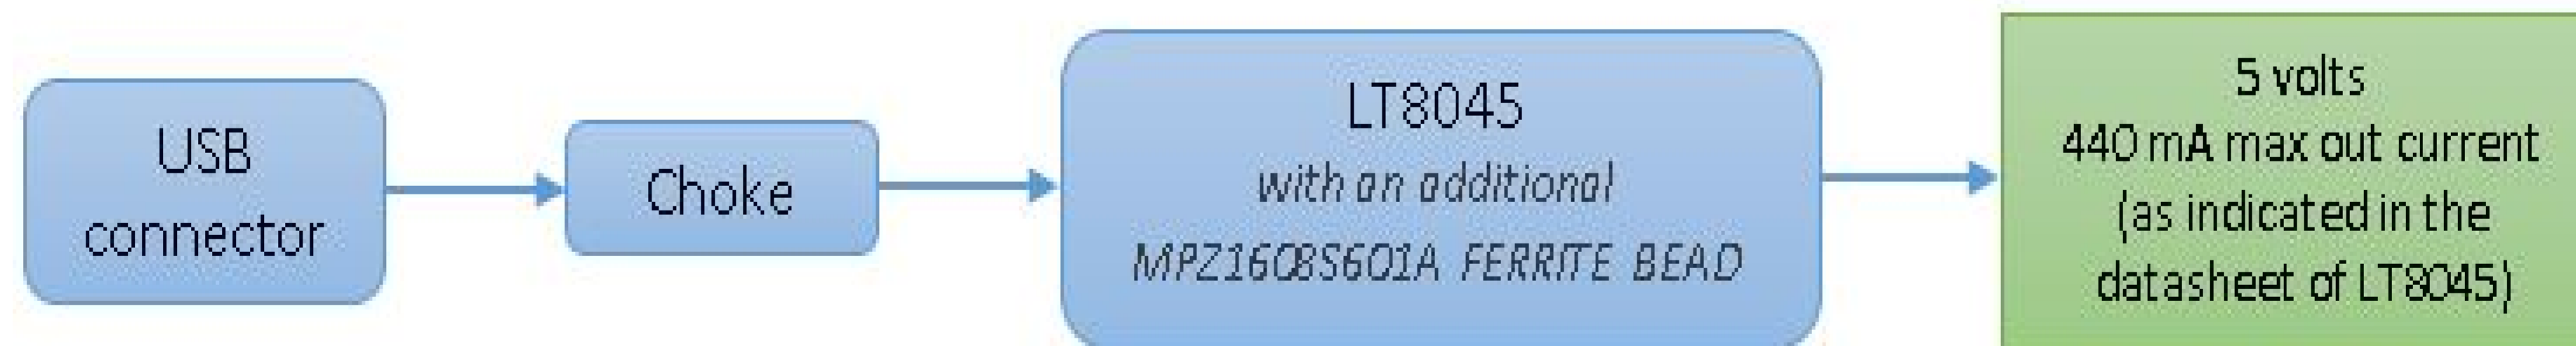 USB
connector
Choke
LT8045
with an additional
MPZ1608S601A FERRITE BEAD
5 volts
440 mA max out current
(as indicated in the
datasheet of LT8045)